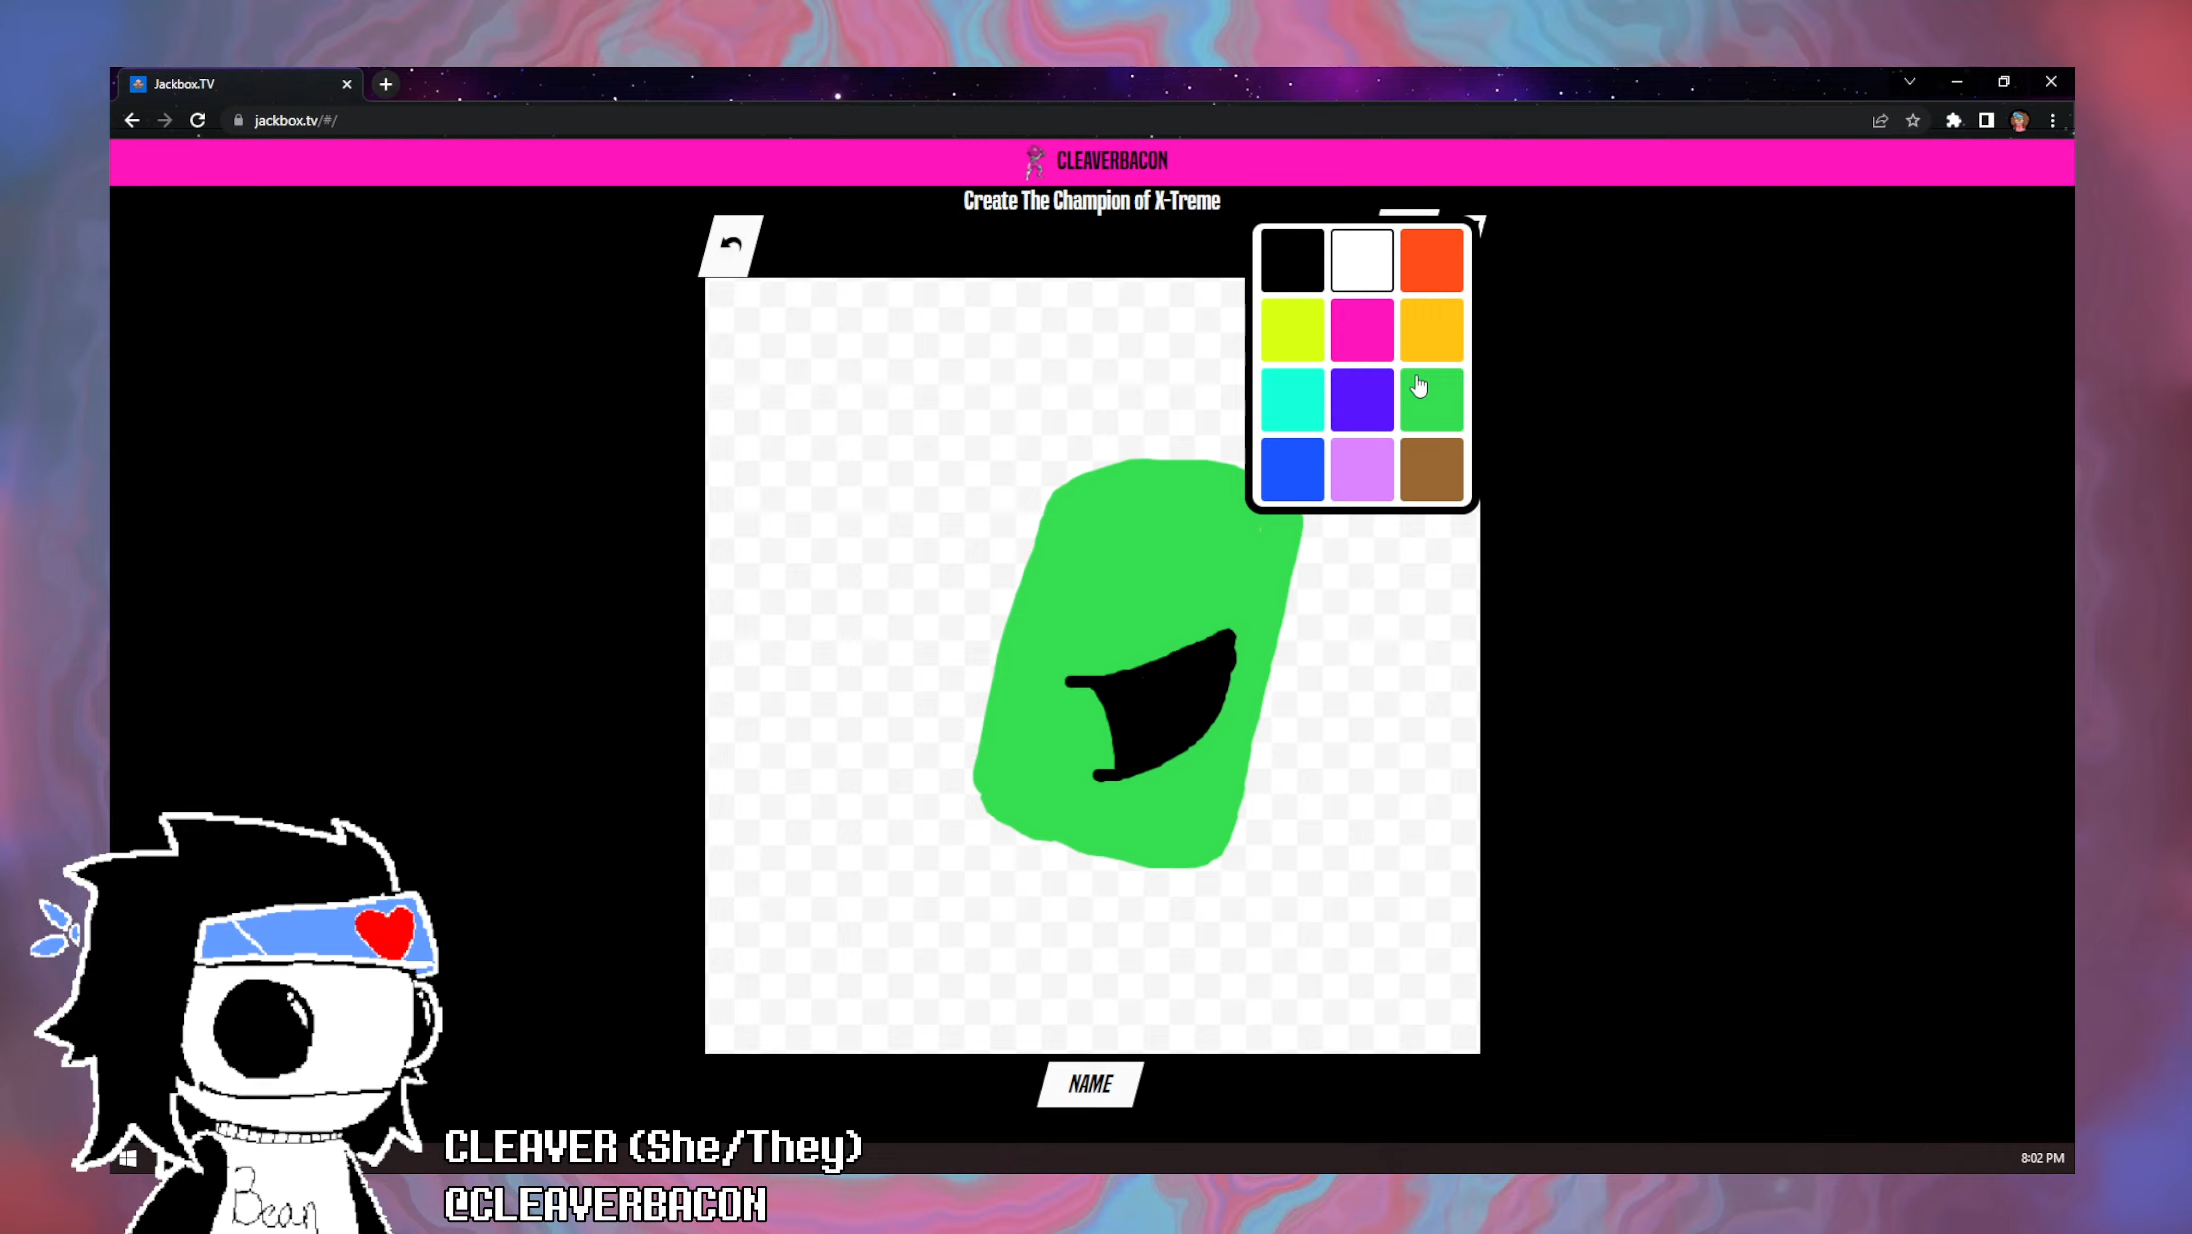 Jackbox.TV
jackbox.tv/#/
CLEAVERBACON
Create The Champion of X-Treme
NAME
Bean
CLEAVER (She/They)
@CLEAVERBACON
8:02 PM